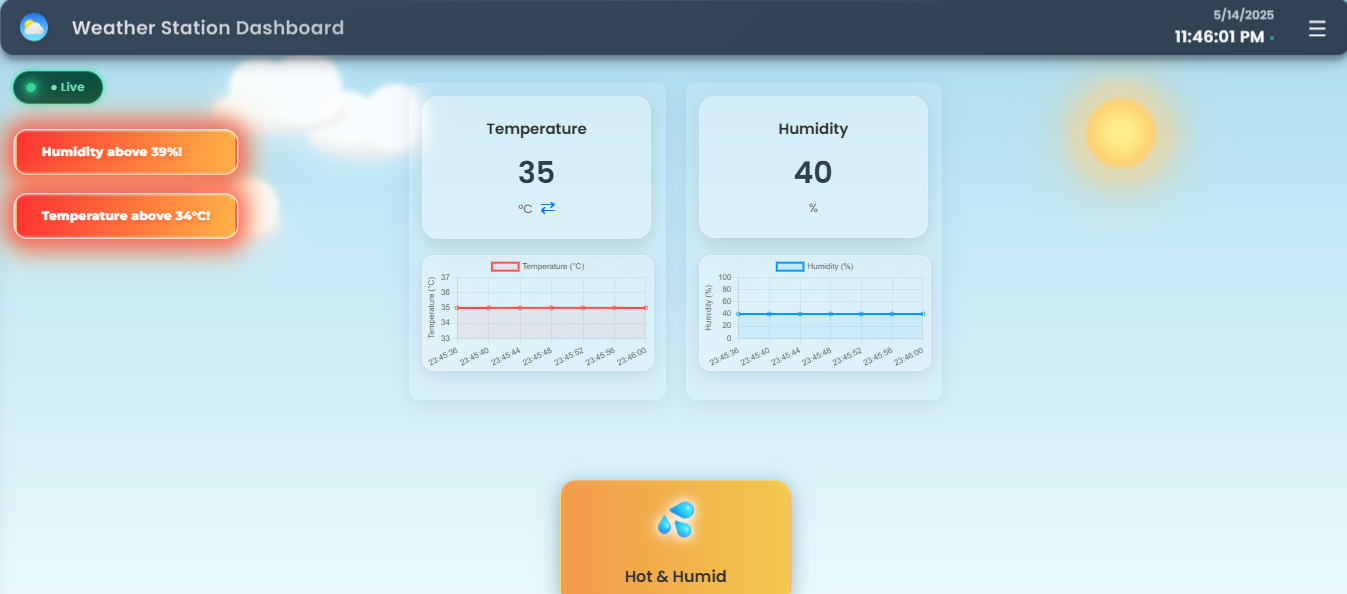 Weather Station Dashboard
5/14/2025
11:46:01 PM
Live
Humidity above 39%!
Temperature above 34°C!
Temperature
35
°C
Temperature (°C)
Temperature (°C)
37
36
35
34
33
23:45:36 23:45:40 23:45:44 23:45:48 23:45:52 23:45:56 23:46:00
Humidity
40
%
Humidity (%)
Humidity (%)
100
80
60
40
20
0
23:45:36 23:45:40 23:45:44 23:45:48 23:45:52 23:45:56 23:46:00
Hot & Humid